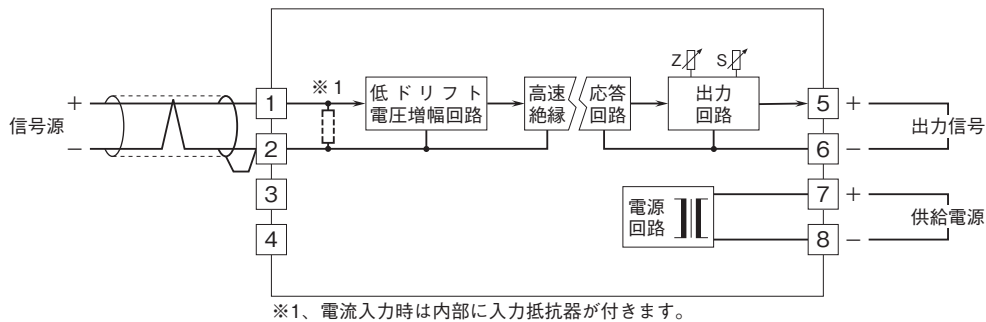 信号源
+
−
1
2
3
4
※1
低ドリフト
電圧増幅回路
高速
絶縁
応答
回路
Z
S
出力
回路
5
6
7
8
+
−
出力信号
電源
回路
+
−
供給電源
※1、電流入力時は内部に入力抵抗器が付きます。